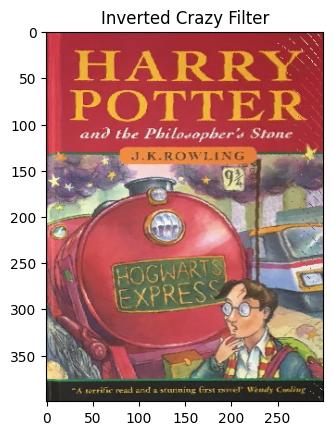 Inverted Crazy Filter
0
50
100
150
200
250
300
350
HARRY
POTTER
and the Philosopher's Stone
J.K.ROWLING
9¾
HOGWARTS
EXPRESS
"A terrific read and a stunning first novel" Wendy Cooling
0 50 100 150 200 250